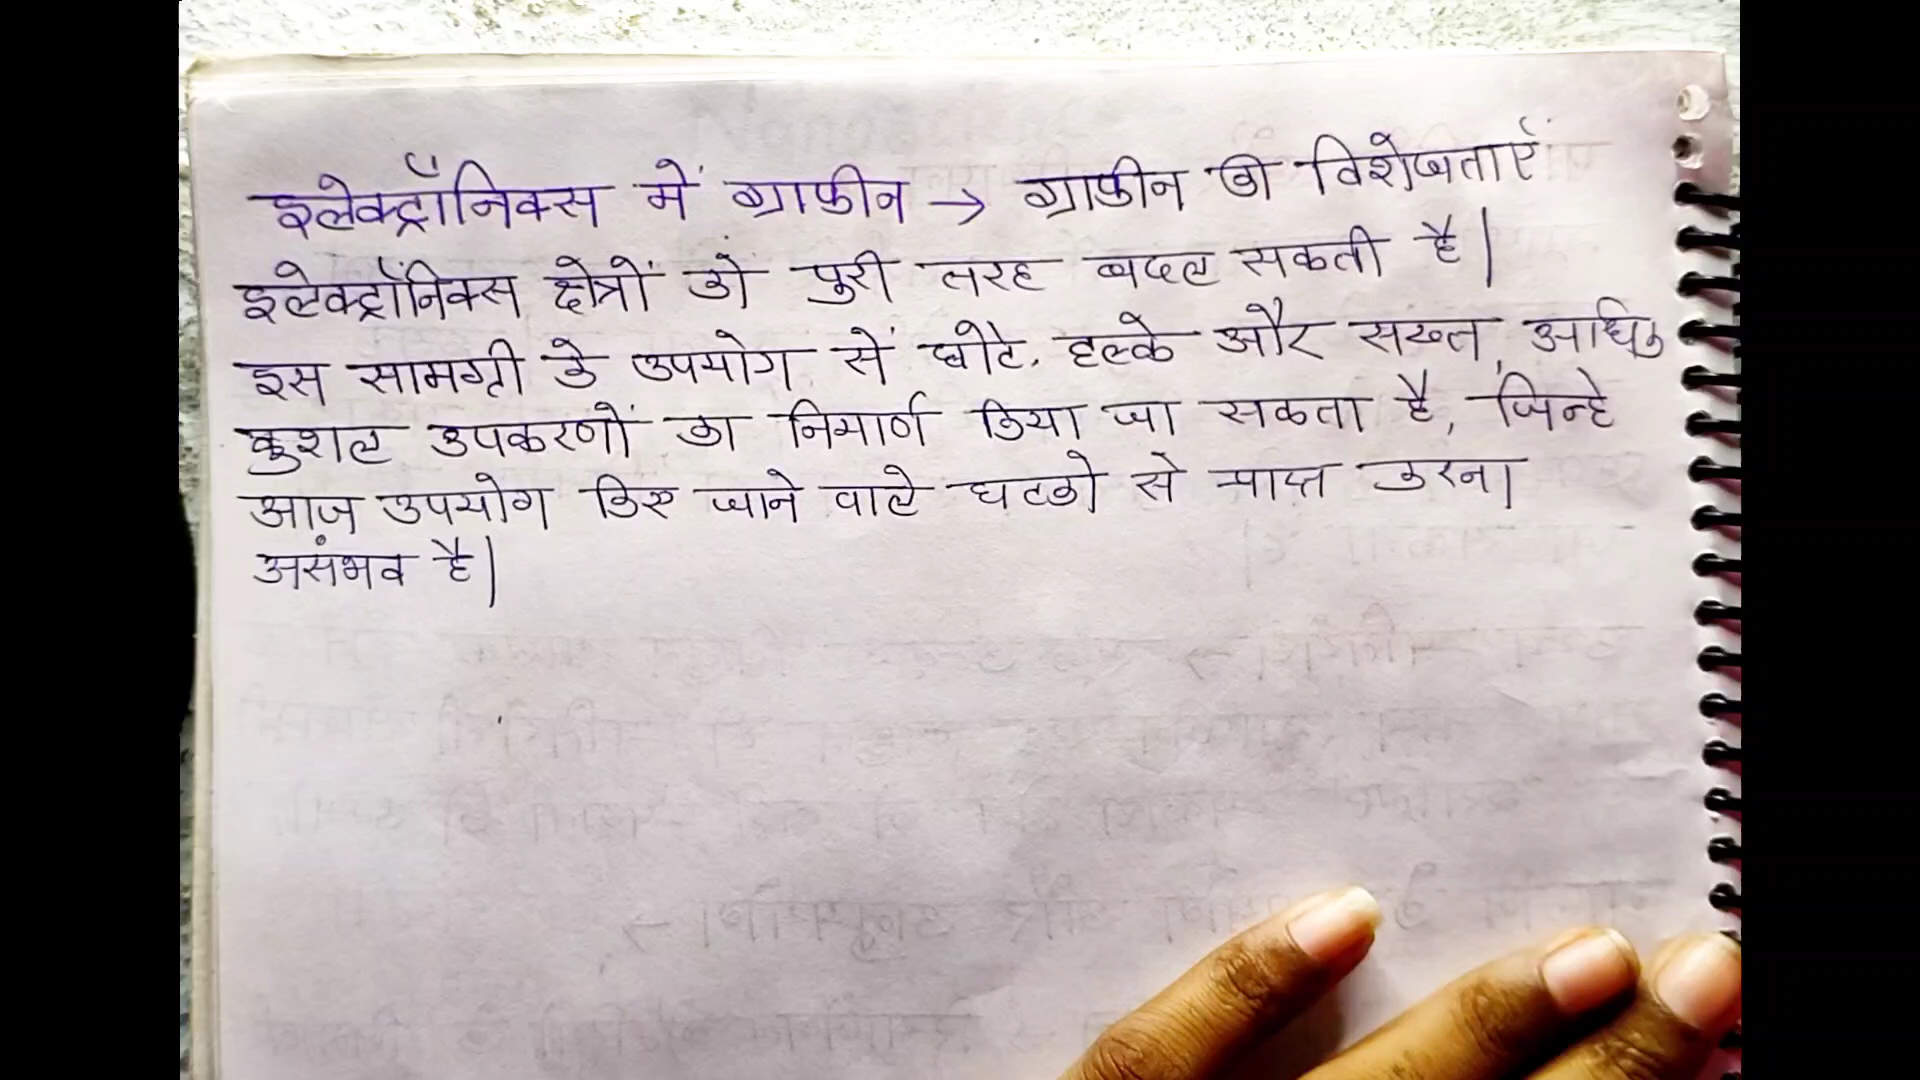 इलेक्ट्रॉनिक्स में ग्राफीन → ग्राफीन की विशेषताएँ
इलेक्ट्रॉनिक्स क्षेत्रों को पुरी तरह बदल सकती है|
इस सामग्री के उपयोग से छोटे, हल्के और सख्त, अधिक
कुशल उपकरणों का निमार्ण किया जा सकता है, जिन्हे
आज उपयोग किए जाने वाले घटको से प्राप्त करना
असंभव है|